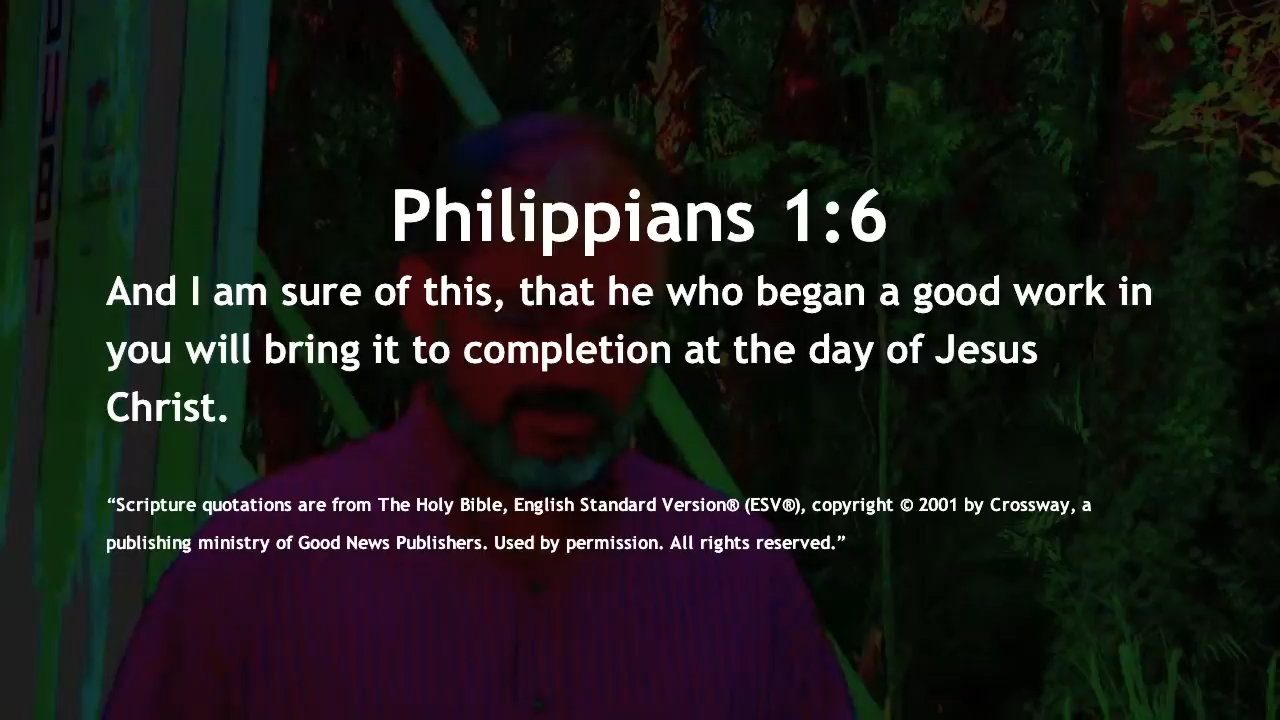 Philippians 1:6
And I am sure of this, that he who began a good work in
you will bring it to completion at the day of Jesus
Christ.
“Scripture quotations are from The Holy Bible, English Standard Version® (ESV®), copyright © 2001 by Crossway, a
publishing ministry of Good News Publishers. Used by permission. All rights reserved.”